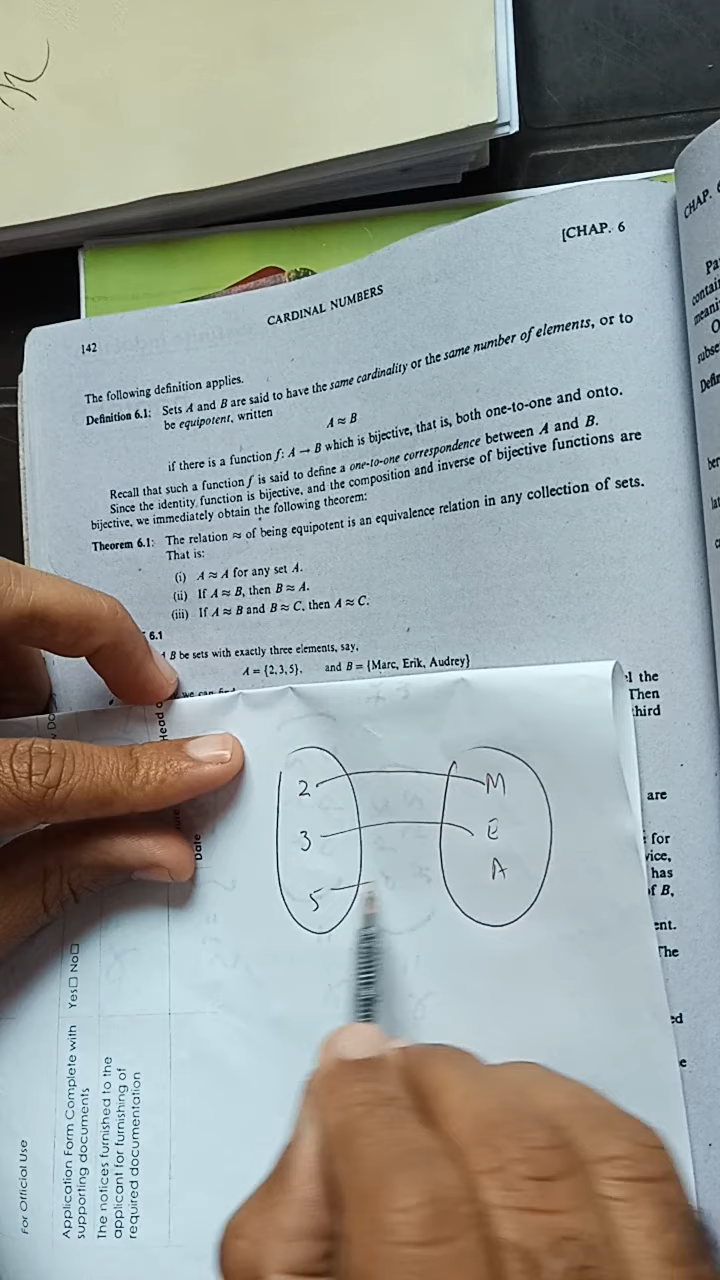 [CHAP. 6
CHAP. 6
142
CARDINAL NUMBERS
The following definition applies.
Definition 6.1: Sets A and B are said to have the same cardinality or the same number of elements, or to
be equipotent, written
A ≈ B
if there is a function f: A → B which is bijective, that is, both one-to-one and onto.
Recall that such a function f is said to define a one-to-one correspondence between A and B.
Since the identity function is bijective, and the composition and inverse of bijective functions are
bijective, we immediately obtain the following theorem:
Theorem 6.1: The relation ≈ of being equipotent is an equivalence relation in any collection of sets.
That is:
(i) A ≈ A for any set A.
(ii) If A ≈ B, then B ≈ A.
(iii) If A ≈ B and B ≈ C, then A ≈ C.
6.1
B be sets with exactly three elements, say,
A = {2, 3, 5}, and B = {Marc, Erik, Audrey}
we can
the
Then
third
are
for
has
of B,
The
2 M
3 E
A
5
Head
Date
For Official Use
Application Form Complete with Yes☐ No☐
supporting documents
The notices furnished to the
applicant for furnishing of
required documentation